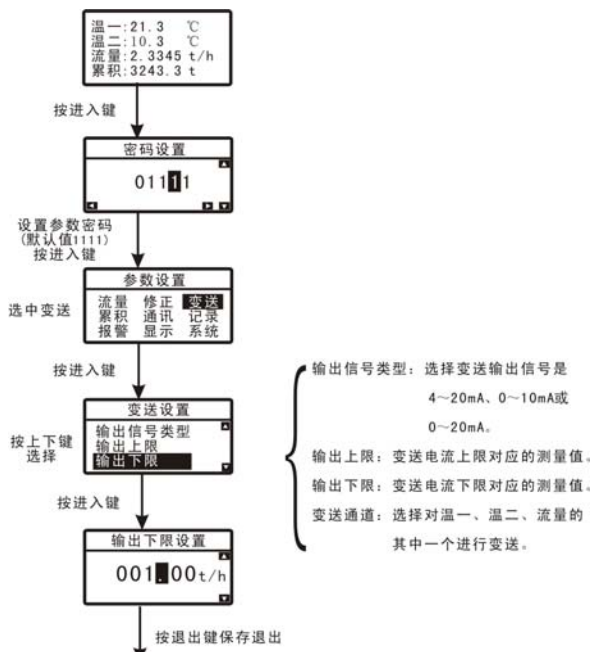 温一:21.3 ℃
温二:10.3 ℃
流量:2.3345 t/h
累积:3243.3 t
按进入键
密码设置
01111
设置参数密码
(默认值1111)
按进入键
参数设置
流量 修正 变送
累积 通讯 记录
报警 显示 系统
选中变送
按进入键
变送设置
输出信号类型
输出上限
输出下限
按上下键
选择
按进入键
输出下限设置
001.00t/h
按退出键保存退出
输出信号类型：选择变送输出信号是
4～20mA、0～10mA或
0～20mA。
输出上限：变送电流上限对应的测量值。
输出下限：变送电流下限对应的测量值。
变送通道：选择对温一、温二、流量的
其中一个进行变送。